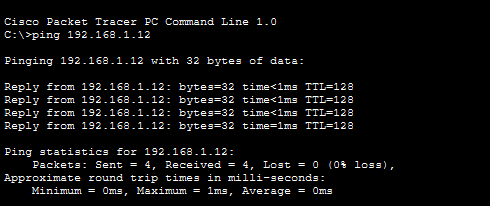 Cisco Packet Tracer PC Command Line 1.0
C:\>ping 192.168.1.12
Pinging 192.168.1.12 with 32 bytes of data:
Reply from 192.168.1.12: bytes=32 time<1ms TTL=128
Reply from 192.168.1.12: bytes=32 time<1ms TTL=128
Reply from 192.168.1.12: bytes=32 time<1ms TTL=128
Reply from 192.168.1.12: bytes=32 time=1ms TTL=128
Ping statistics for 192.168.1.12:
    Packets: Sent = 4, Received = 4, Lost = 0 (0% loss),
Approximate round trip times in milli-seconds:
    Minimum = 0ms, Maximum = 1ms, Average = 0ms